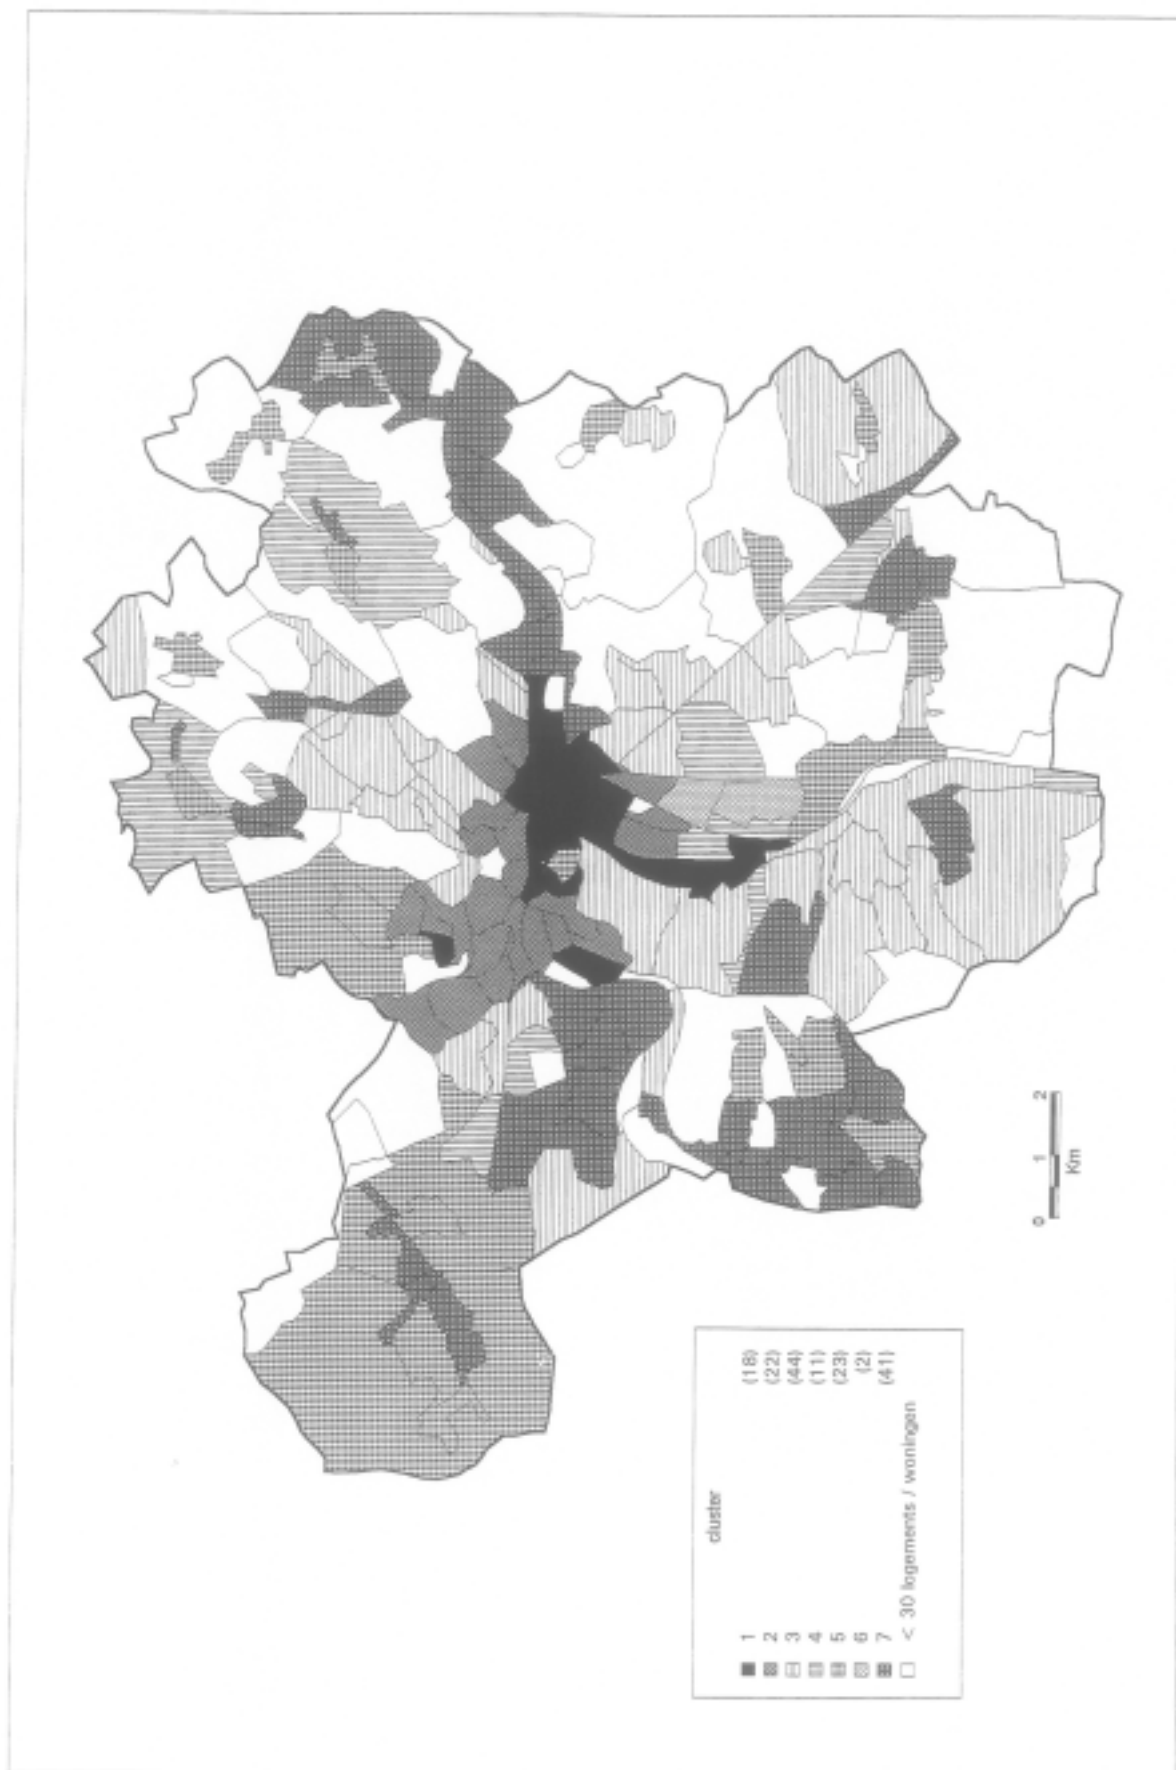 cluster
1 (18)
2 (22)
3 (44)
4 (11)
5 (23)
6 (2)
7 (41)
< 30 logements / woningen
0 1 2
Km